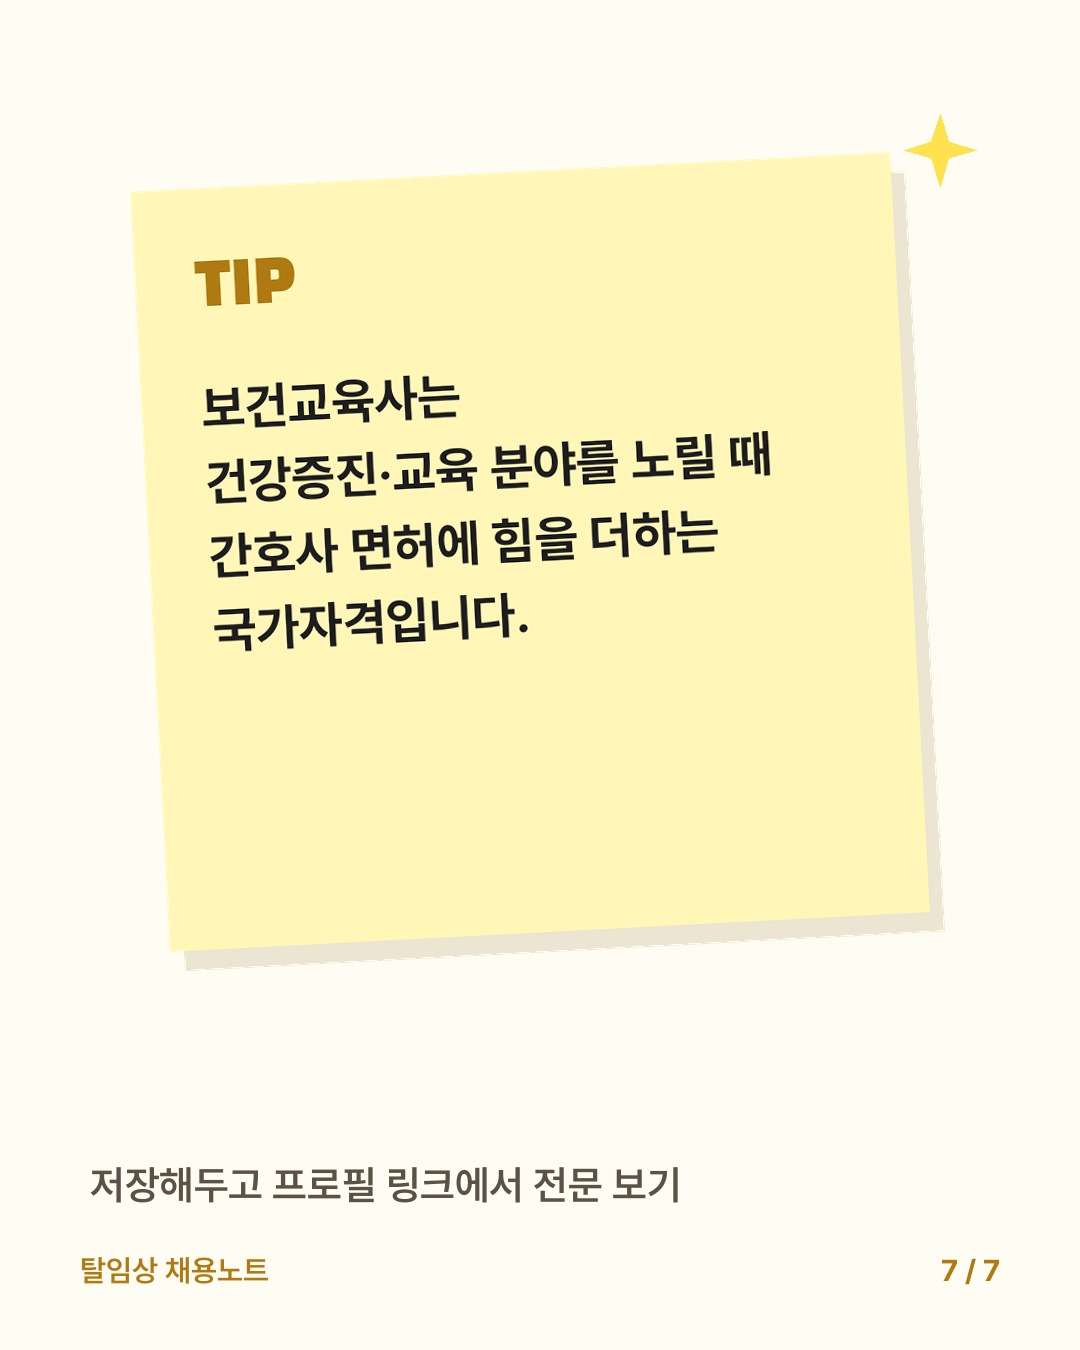 TIP
보건교육사는
건강증진·교육 분야를 노릴 때
간호사 면허에 힘을 더하는
국가자격입니다.
저장해두고 프로필 링크에서 전문 보기
탈임상 채용노트
7 / 7